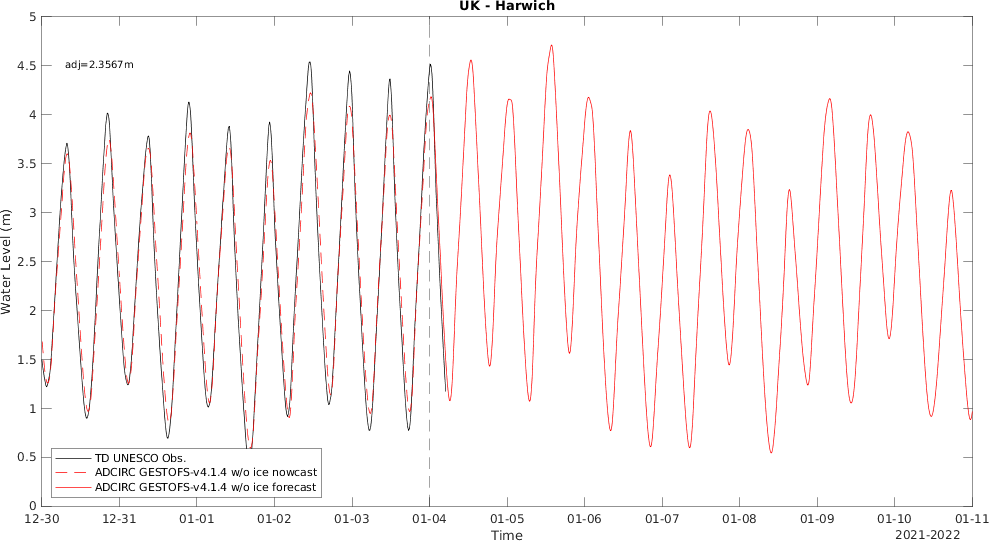 UK - Harwich
adj=2.3567m
Water Level (m)
5
4.5
4
3.5
3
2.5
2
1.5
1
0.5
0
TD UNESCO Obs.
ADCIRC GESTOFS-v4.1.4 w/o ice nowcast
ADCIRC GESTOFS-v4.1.4 w/o ice forecast
12-30 12-31 01-01 01-02 01-03 01-04 01-05 01-06 01-07 01-08 01-09 01-10 01-11
Time
2021-2022